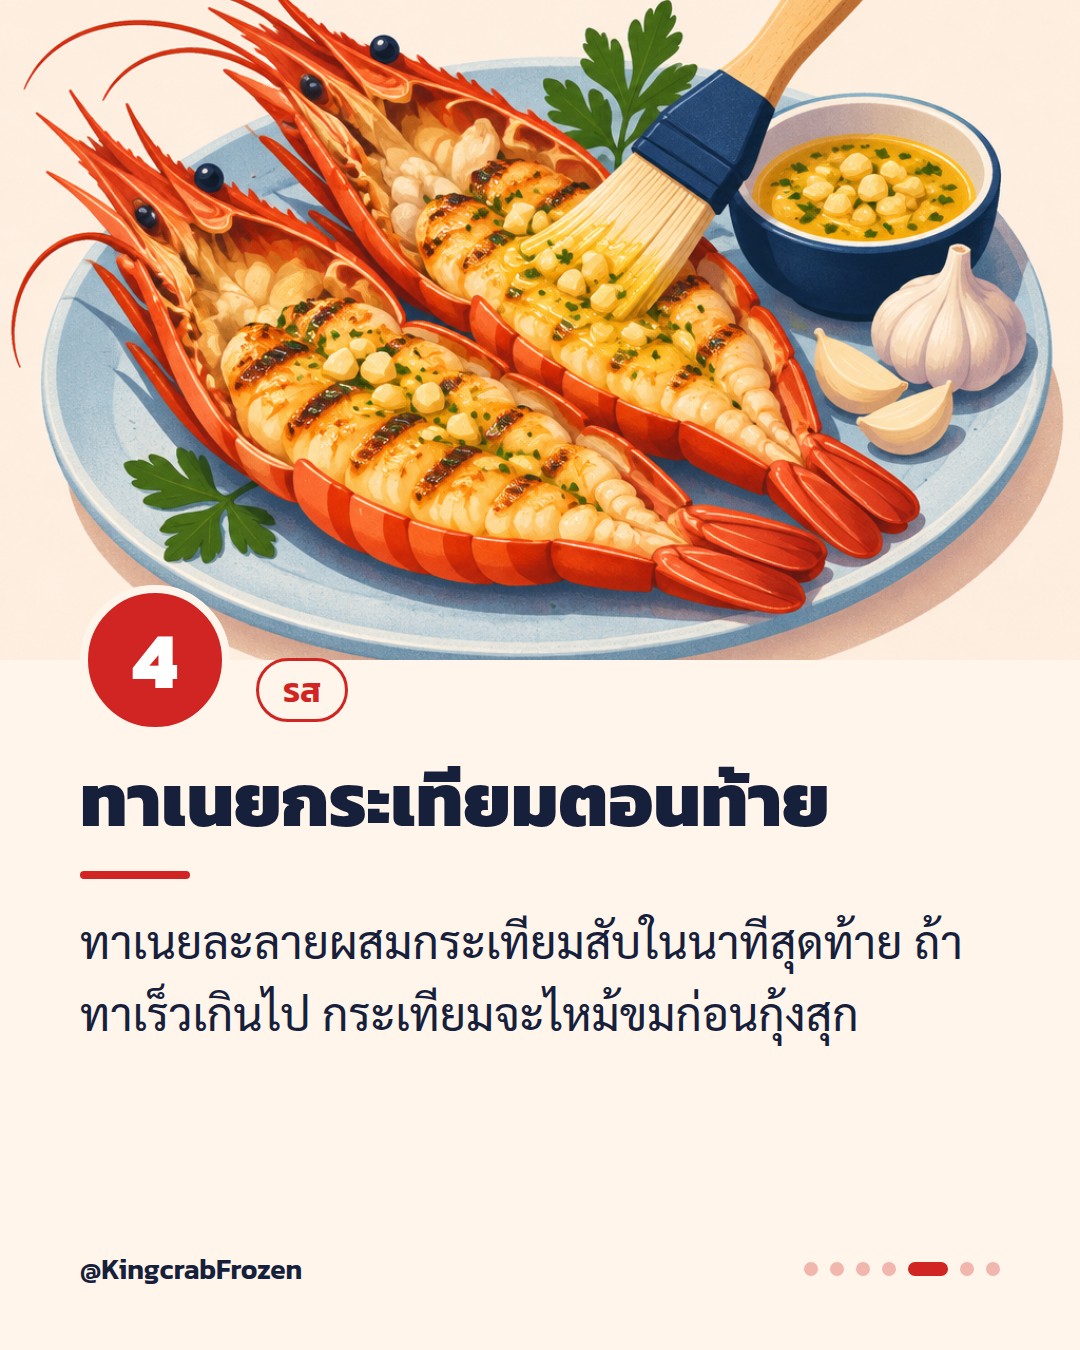 4
รส
ทาเนยกระเทียมตอนท้าย
ทาเนยละลายผสมกระเทียมสับในนาทีสุดท้าย ถ้า
ทาเร็วเกินไป กระเทียมจะไหม้ขมก่อนกุ้งสุก
@KingcrabFrozen